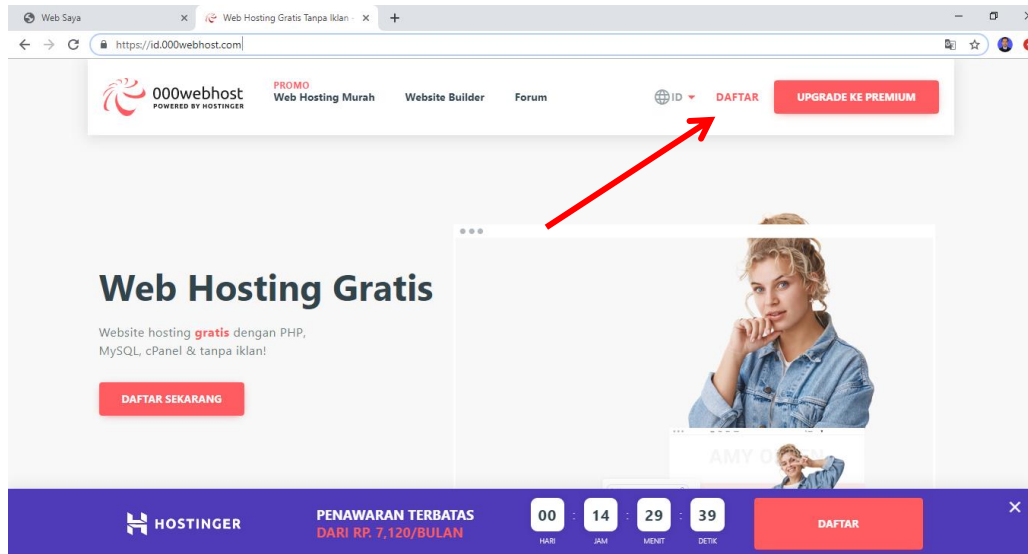 Web Saya
Web Hosting Gratis Tanpa Iklan
https://id.000webhost.com
000webhost
POWERED BY HOSTINGER
PROMO
Web Hosting Murah
Website Builder
Forum
ID
DAFTAR
UPGRADE KE PREMIUM
Web Hosting Gratis
Website hosting gratis dengan PHP,
MySQL, cPanel & tanpa iklan!
DAFTAR SEKARANG
HOSTINGER
PENAWARAN TERBATAS
DARI RP. 7,120/BULAN
00 : 14 : 29 : 39
HARI JAM MENIT DETIK
DAFTAR